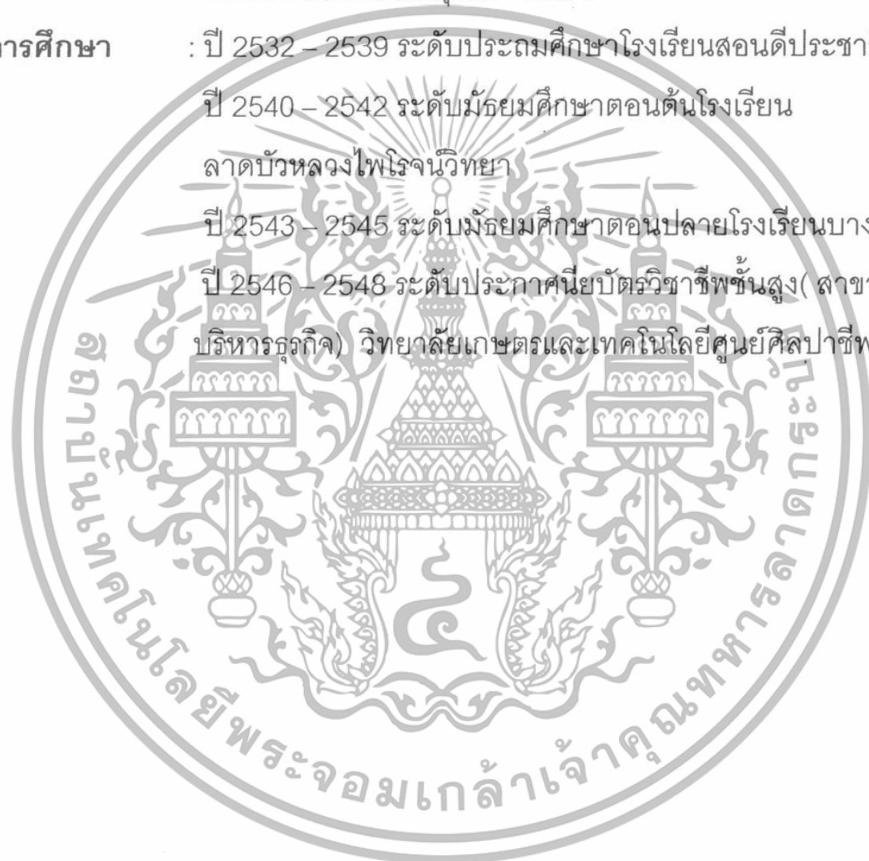 การศึกษา : ปี 2532 – 2539 ระดับประถมศึกษาโรงเรียนสอนดีประชา
ปี 2540 – 2542 ระดับมัธยมศึกษาตอนต้นโรงเรียน
ลาดบัวหลวงไพโรจน์วิทยา
ปี 2543 – 2545 ระดับมัธยมศึกษาตอนปลายโรงเรียนบาง
ปี 2546 – 2548 ระดับประกาศนียบัตรวิชาชีพชั้นสูง( สาขา
บริหารธุรกิจ) วิทยาลัยเกษตรและเทคโนโลยีศูนย์ศิลปาชีพ
สถาบันเทคโนโลยีพระจอมเกล้าเจ้าคุณทหารลาดกระบัง
๔